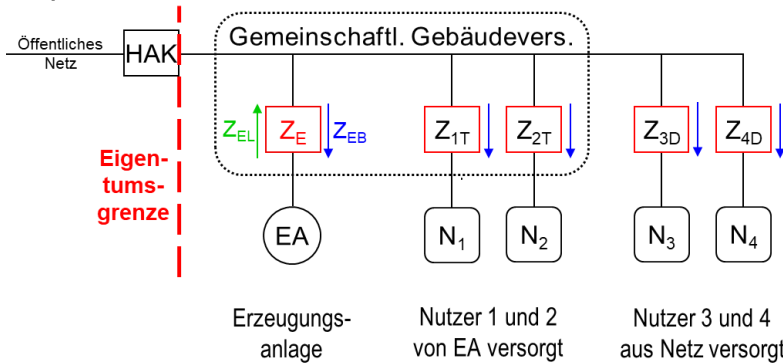 Öffentliches
Netz
HAK
Gemeinschaftl. Gebäudevers.
Z_EL
Z_E
Z_EB
Z_1T
Z_2T
Z_3D
Z_4D
Eigen-
tums-
grenze
EA
N_1
N_2
N_3
N_4
Erzeugungs-
anlage
Nutzer 1 und 2
von EA versorgt
Nutzer 3 und 4
aus Netz versorgt